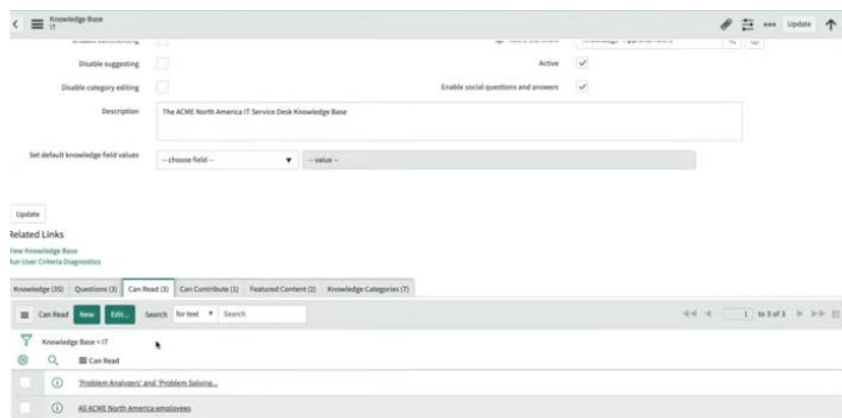 Knowledge Base
IT
Update
Disable suggesting
Active
Disable category editing
Enable social questions and answers
Description
The ACME North America IT Service Desk Knowledge Base
Set default knowledge field values
-- choose field --
-- value --
Update
Related Links
View Knowledge Base
Run User Criteria Diagnostics
Knowledge (35) Questions (3) Can Read (3) Can Contribute (1) Featured Content (2) Knowledge Categories (7)
Can Read New Edit... Search for text Search 1 to 3 of 3
Knowledge Base = IT
Can Read
'Problem Analyzers' and 'Problem Solving...
All ACME North America employees